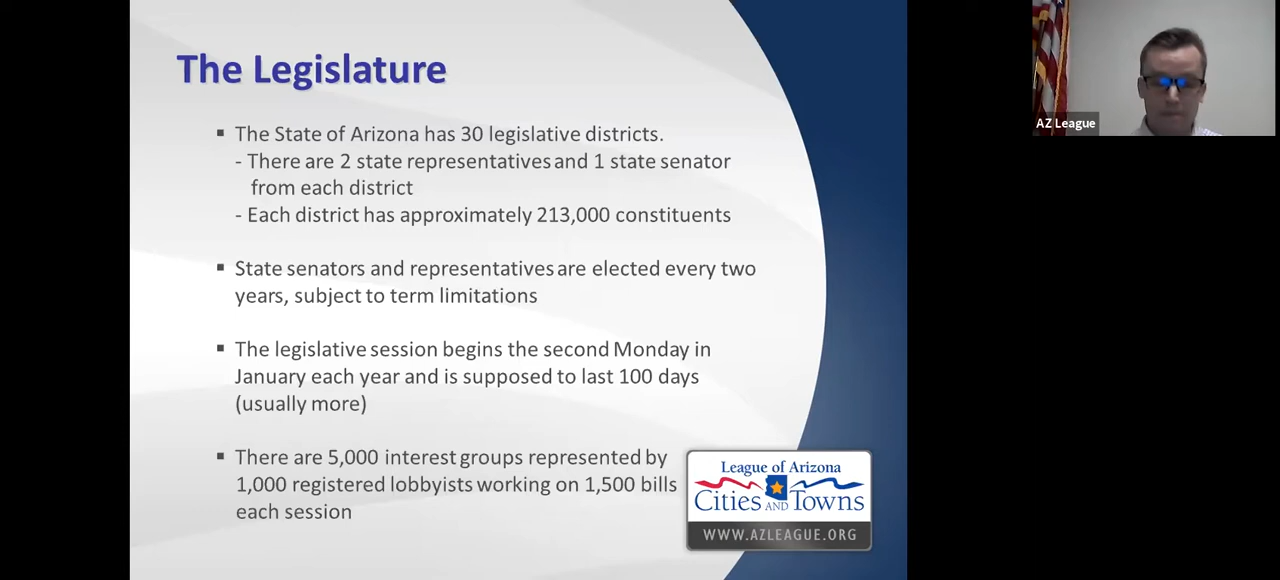 The Legislature
▪ The State of Arizona has 30 legislative districts.
- There are 2 state representatives and 1 state senator
from each district
- Each district has approximately 213,000 constituents
▪ State senators and representatives are elected every two
years, subject to term limitations
▪ The legislative session begins the second Monday in
January each year and is supposed to last 100 days
(usually more)
▪ There are 5,000 interest groups represented by
1,000 registered lobbyists working on 1,500 bills
each session
League of Arizona
Cities AND Towns
WWW.AZLEAGUE.ORG
AZ League